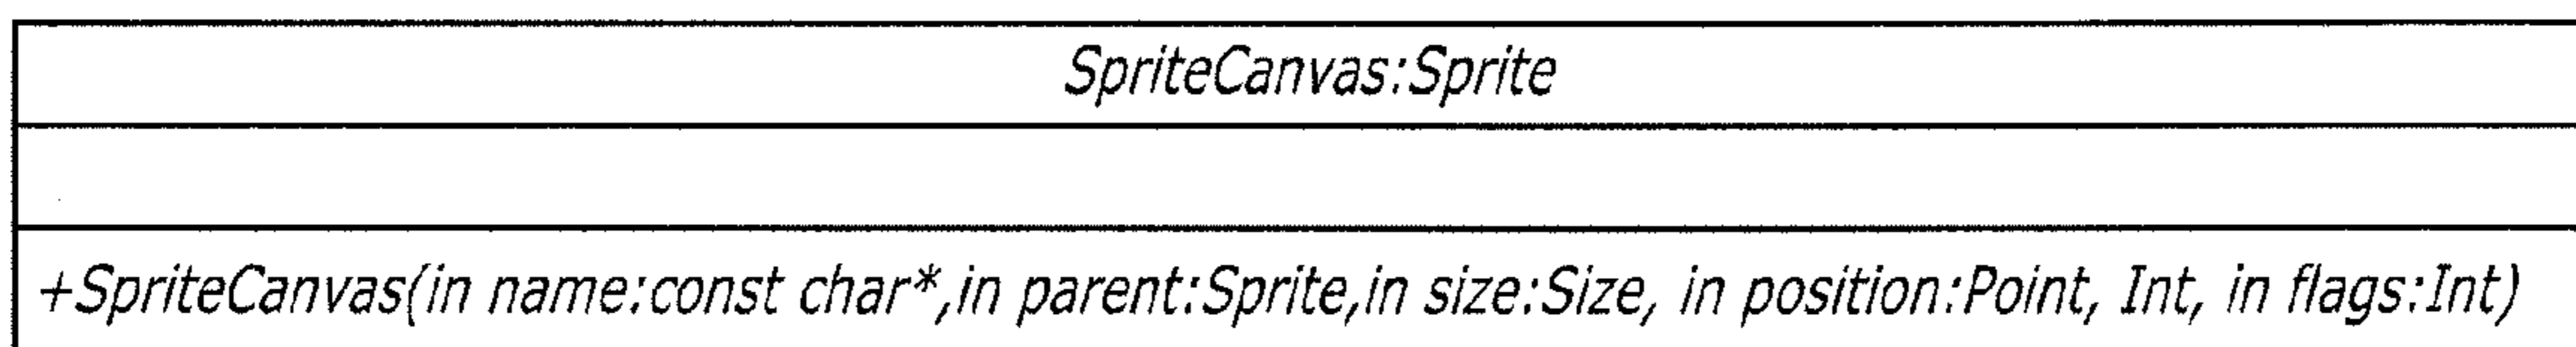 SpriteCanvas:Sprite
+SpriteCanvas(in name:const char*,in parent:Sprite,in size:Size, in position:Point, Int, in flags:Int)